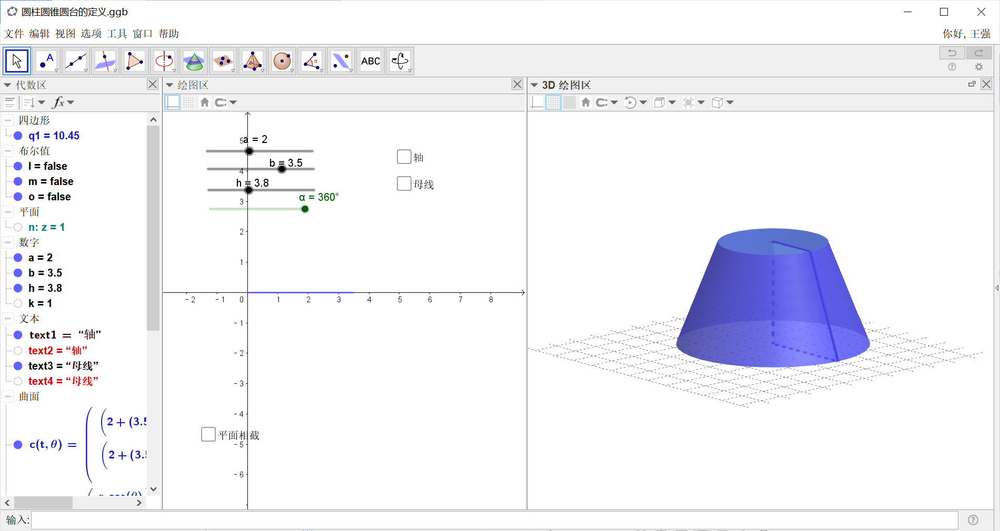 圆柱圆锥圆台的定义.ggb
文件 编辑 视图 选项 工具 窗口 帮助
你好, 王强
A
α
ABC
代数区
绘图区
3D 绘图区
fx
四边形
q1 = 10.45
布尔值
l = false
m = false
o = false
平面
n: z = 1
数字
a = 2
b = 3.5
h = 3.8
k = 1
文本
text1 = “轴”
text2 = “轴”
text3 = “母线”
text4 = “母线”
曲面
c(t, θ) =
(2 + (3.5
(2 + (3.5
a = 2
b = 3.5
h = 3.8
α = 360°
轴
母线
平面相截
5
4
3
2
1
-2 -1 0 1 2 3 4 5 6 7 8
-1
-2
-3
-4
-5
-6
输入: